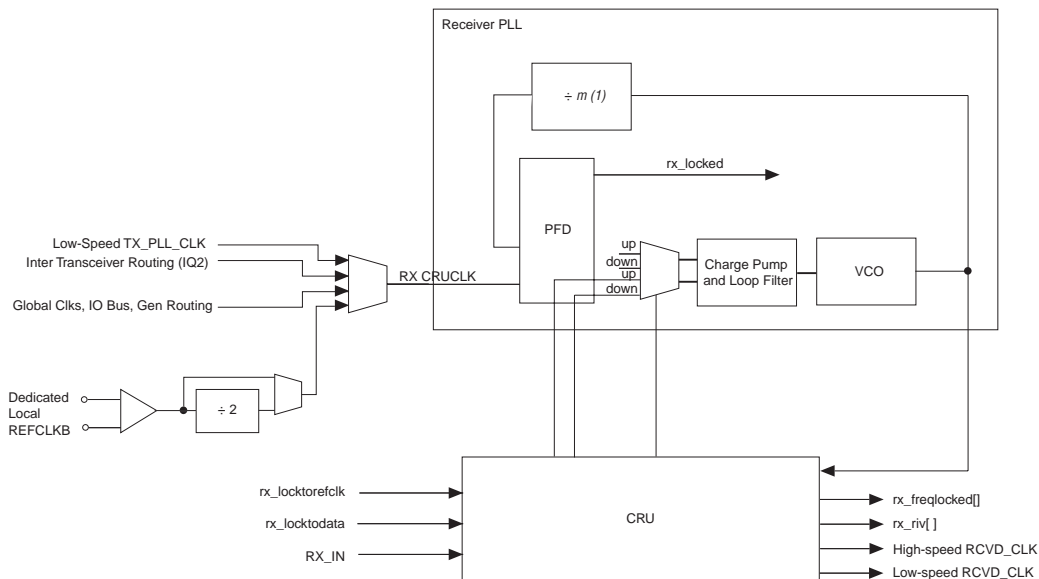 Receiver PLL
÷ m (1)
rx_locked
PFD
up
down
up
down
Charge Pump
and Loop Filter
VCO
Low-Speed TX_PLL_CLK
Inter Transceiver Routing (IQ2)
Global Clks, IO Bus, Gen Routing
RX CRUCLK
Dedicated
Local
REFCLKB
÷ 2
rx_locktorefclk
rx_locktodata
RX_IN
CRU
rx_freqlocked[]
rx_riv[ ]
High-speed RCVD_CLK
Low-speed RCVD_CLK